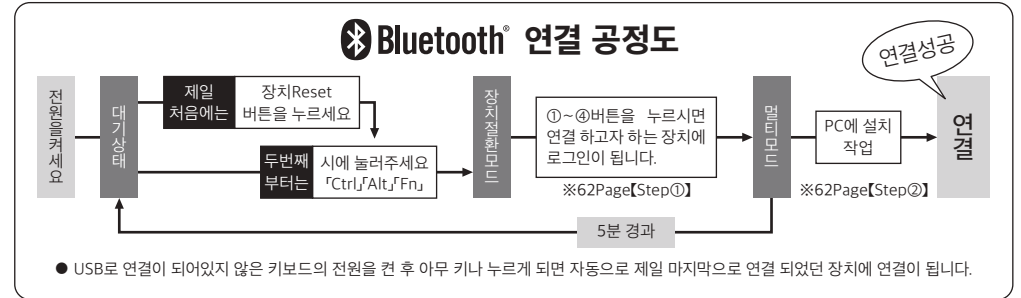 Bluetooth® 연결 공정도
연결성공
전원을켜세요
대기상태
제일
처음에는
장치Reset
버튼을 누르세요
두번째
부터는
시에 눌러주세요
「Ctrl」「Alt」「Fn」
장치절환모드
①~④버튼을 누르시면
연결 하고자 하는 장치에
로그인이 됩니다.
※62Page【Step①】
멀티모드
PC에 설치
작업
※62Page【Step②】
연결
5분 경과
● USB로 연결이 되어있지 않은 키보드의 전원을 켠 후 아무 키나 누르게 되면 자동으로 제일 마지막으로 연결 되었던 장치에 연결이 됩니다.